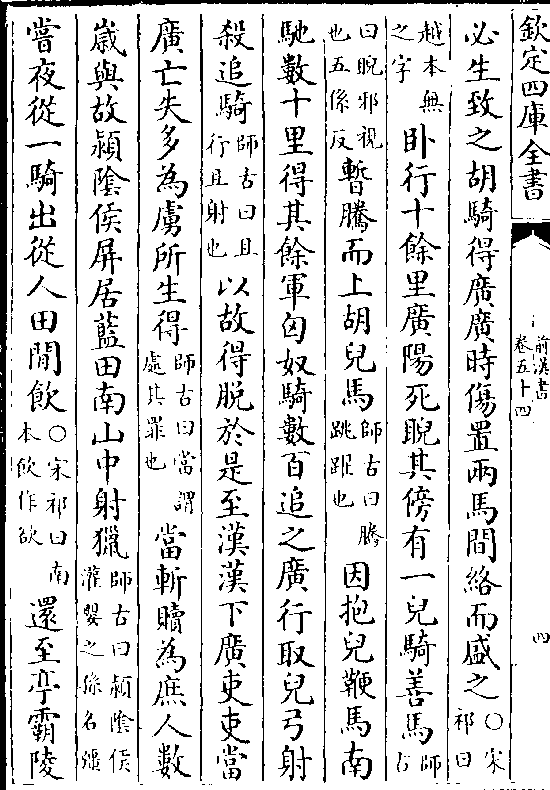 欽定四庫全書
前漢書
卷五十四
四
必生致之胡騎得廣廣時傷置兩馬間絡而盛之○宋祁曰
越本無之字卧行十餘里廣陽死睨其傍有一兒騎善馬師古
曰睨邪視也五係反暫騰而上胡兒馬師古曰騰跳躍也因抱兒鞭馬南
馳數十里得其餘軍匈奴騎數百追之廣行取兒弓射
殺追騎師古曰且行且射也以故得脱於是至漢漢下廣吏吏當
廣亡失多為虜所生得師古曰當謂處其罪也當斬贖為庶人數
歲與故潁陰侯屏居藍田南山中射獵師古曰潁陰侯灌嬰之孫名彊
嘗夜從一騎出從人田閒飲○宋祁曰南本飲作欲還至亭霸陵